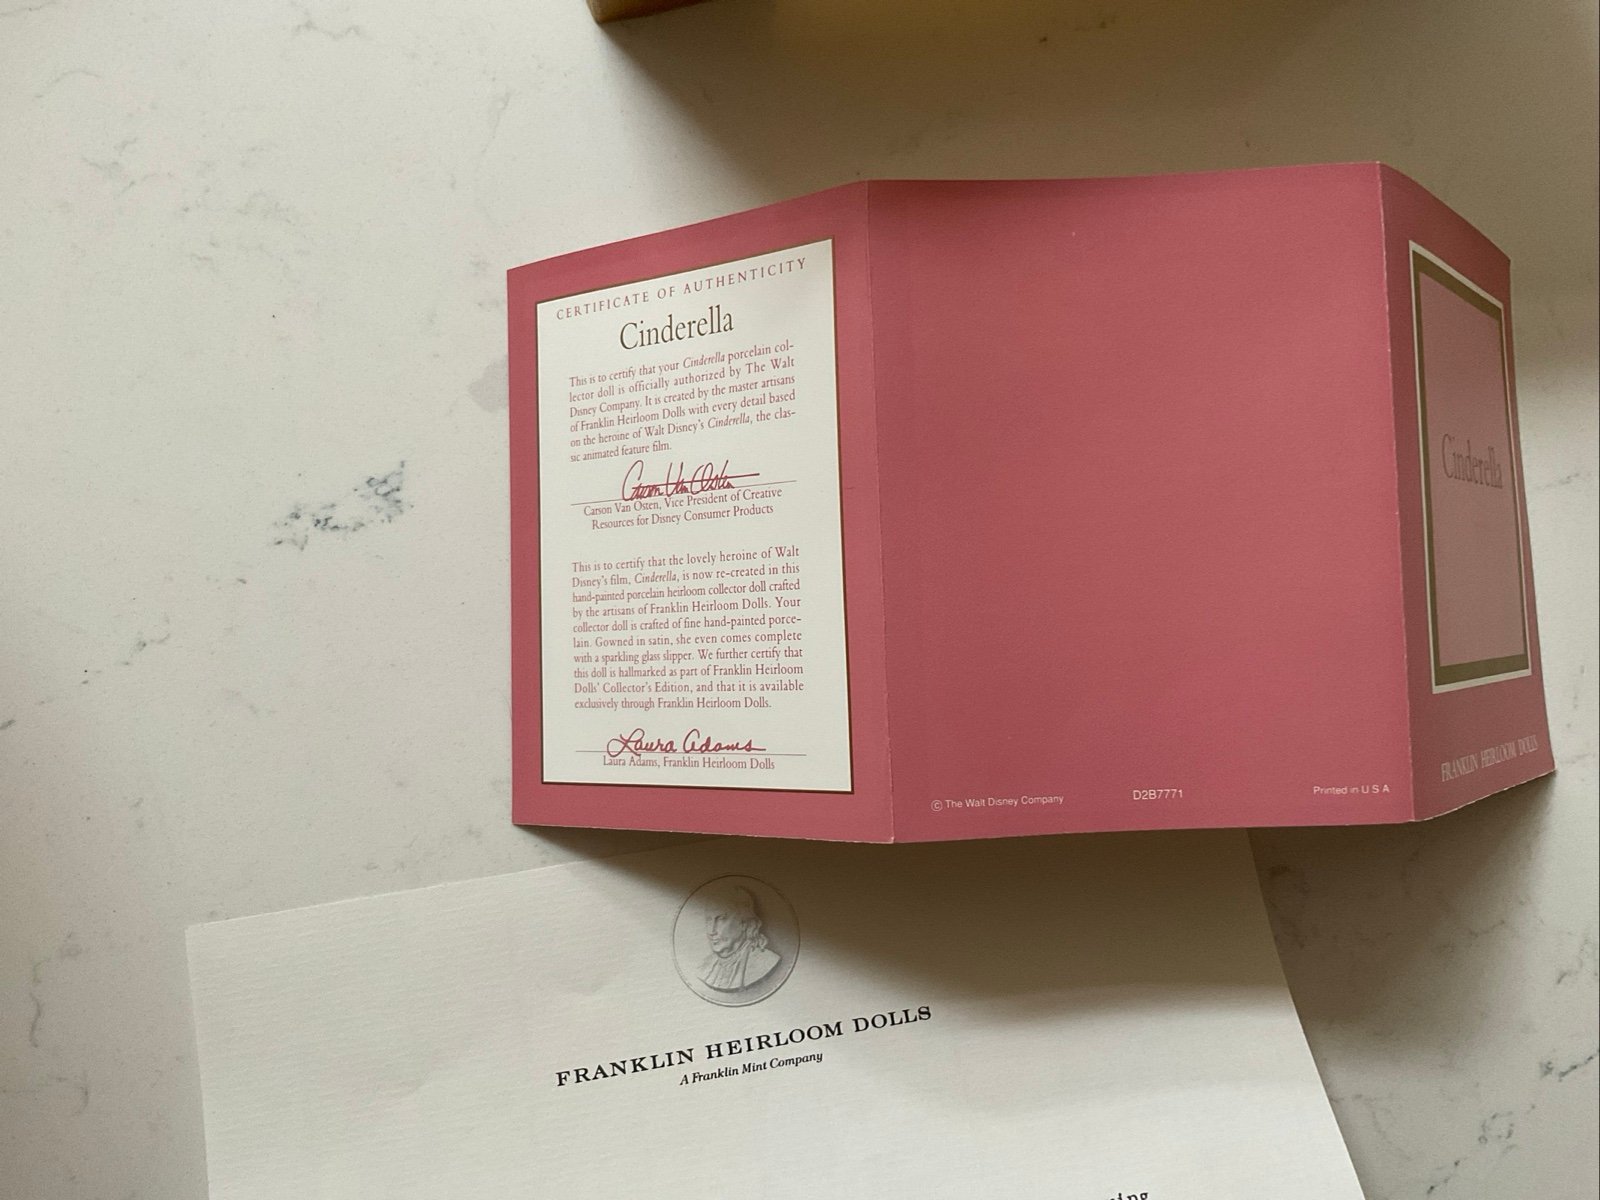 CERTIFICATE OF AUTHENTICITY
Cinderella
This is to certify that your Cinderella porcelain col-
lector doll is officially authorized by The Walt
Disney Company. It is created by the master artisans
of Franklin Heirloom Dolls with every detail based
on the heroine of Walt Disney's Cinderella, the clas-
sic animated feature film.
Carson Van Osten
Carson Van Osten, Vice President of Creative
Resources for Disney Consumer Products
This is to certify that the lovely heroine of Walt
Disney's film, Cinderella, is now re-created in this
hand-painted porcelain heirloom collector doll crafted
by the artisans of Franklin Heirloom Dolls. Your
collector doll is crafted of fine hand-painted porce-
lain. Gowned in satin, she even comes complete
with a sparkling glass slipper. We further certify that
this doll is hallmarked as part of Franklin Heirloom
Dolls' Collector's Edition, and that it is available
exclusively through Franklin Heirloom Dolls.
Laura Adams
Laura Adams, Franklin Heirloom Dolls
© The Walt Disney Company
D2B7771
Printed in U S A
Cinderella
FRANKLIN HEIRLOOM DOLLS
FRANKLIN HEIRLOOM DOLLS
A Franklin Mint Company